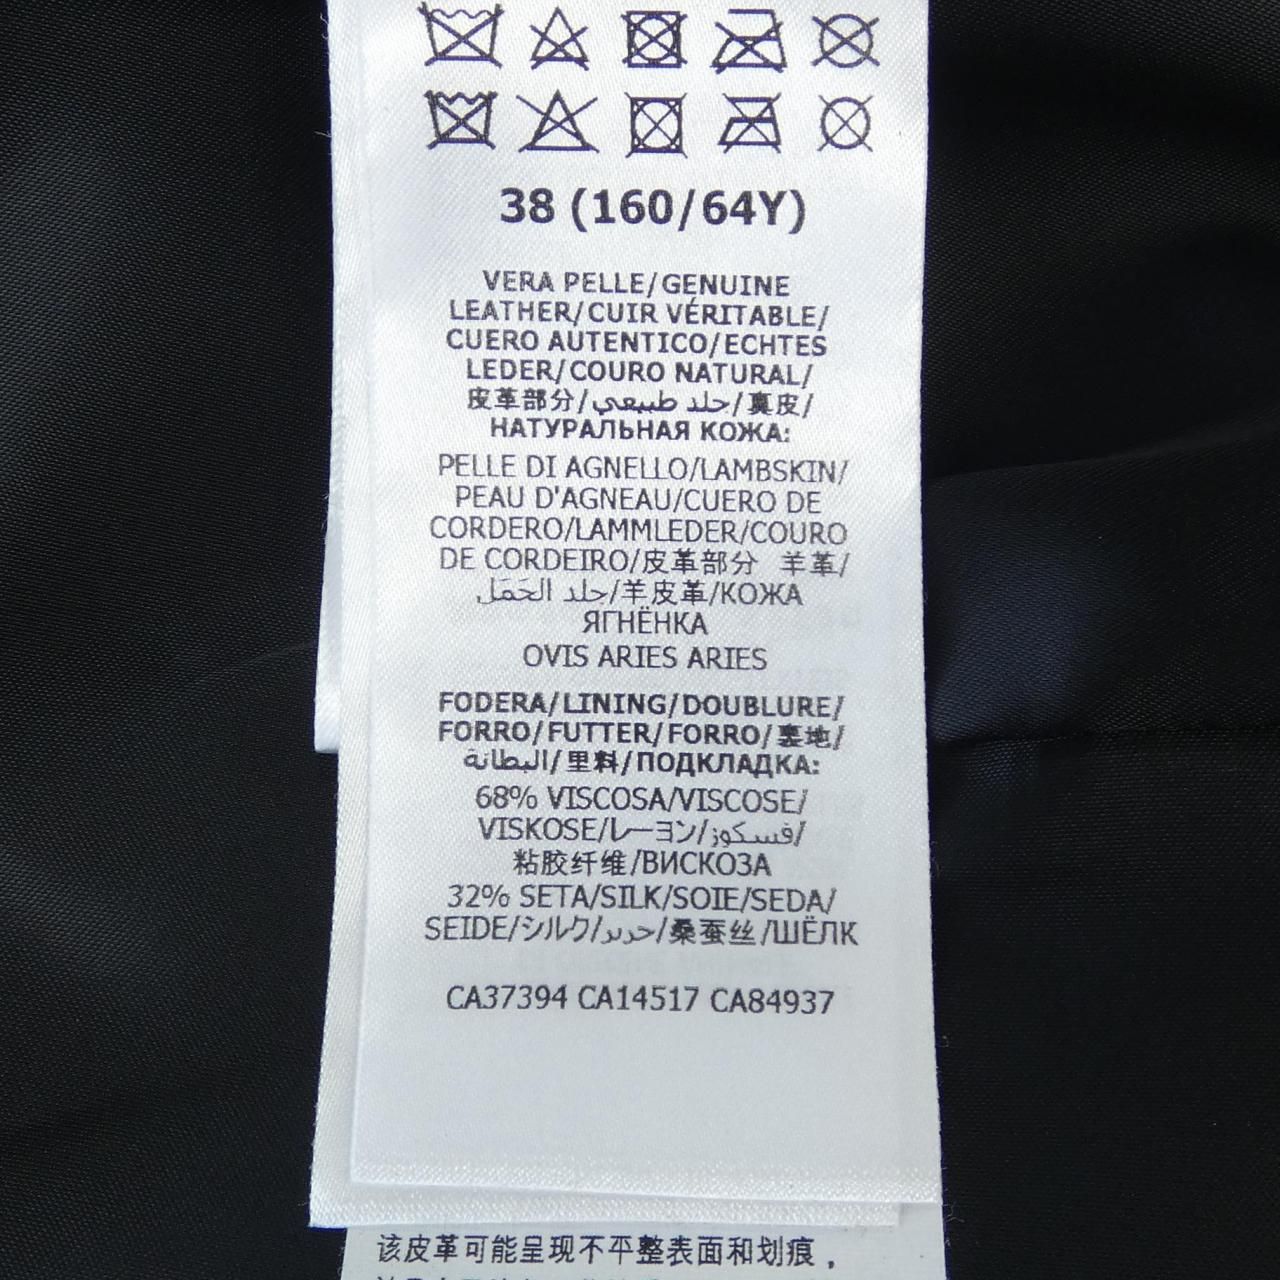 38 (160/64Y)
VERA PELLE/GENUINE
LEATHER/CUIR VÉRITABLE/
CUERO AUTENTICO/ECHTES
LEDER/COURO NATURAL/
皮革部分/جلد طبيعي/真皮/
НАТУРАЛЬНАЯ КОЖА:
PELLE DI AGNELLO/LAMBSKIN/
PEAU D'AGNEAU/CUERO DE
CORDERO/LAMMLEDER/COURO
DE CORDEIRO/皮革部分 羊革/
جلد الحَمَل/羊皮革/КОЖА
ЯГНЁНКА
OVIS ARIES ARIES
FODERA/LINING/DOUBLURE/
FORRO/FUTTER/FORRO/裏地/
البطانة/里料/ПОДКЛАДКА:
68% VISCOSA/VISCOSE/
VISKOSE/レーヨン/فسكوز/
粘胶纤维/ВИСКОЗА
32% SETA/SILK/SOIE/SEDA/
SEIDE/シルク/حرير/桑蚕丝/ШЁЛК
CA37394 CA14517 CA84937
该皮革可能呈现不平整表面和划痕，